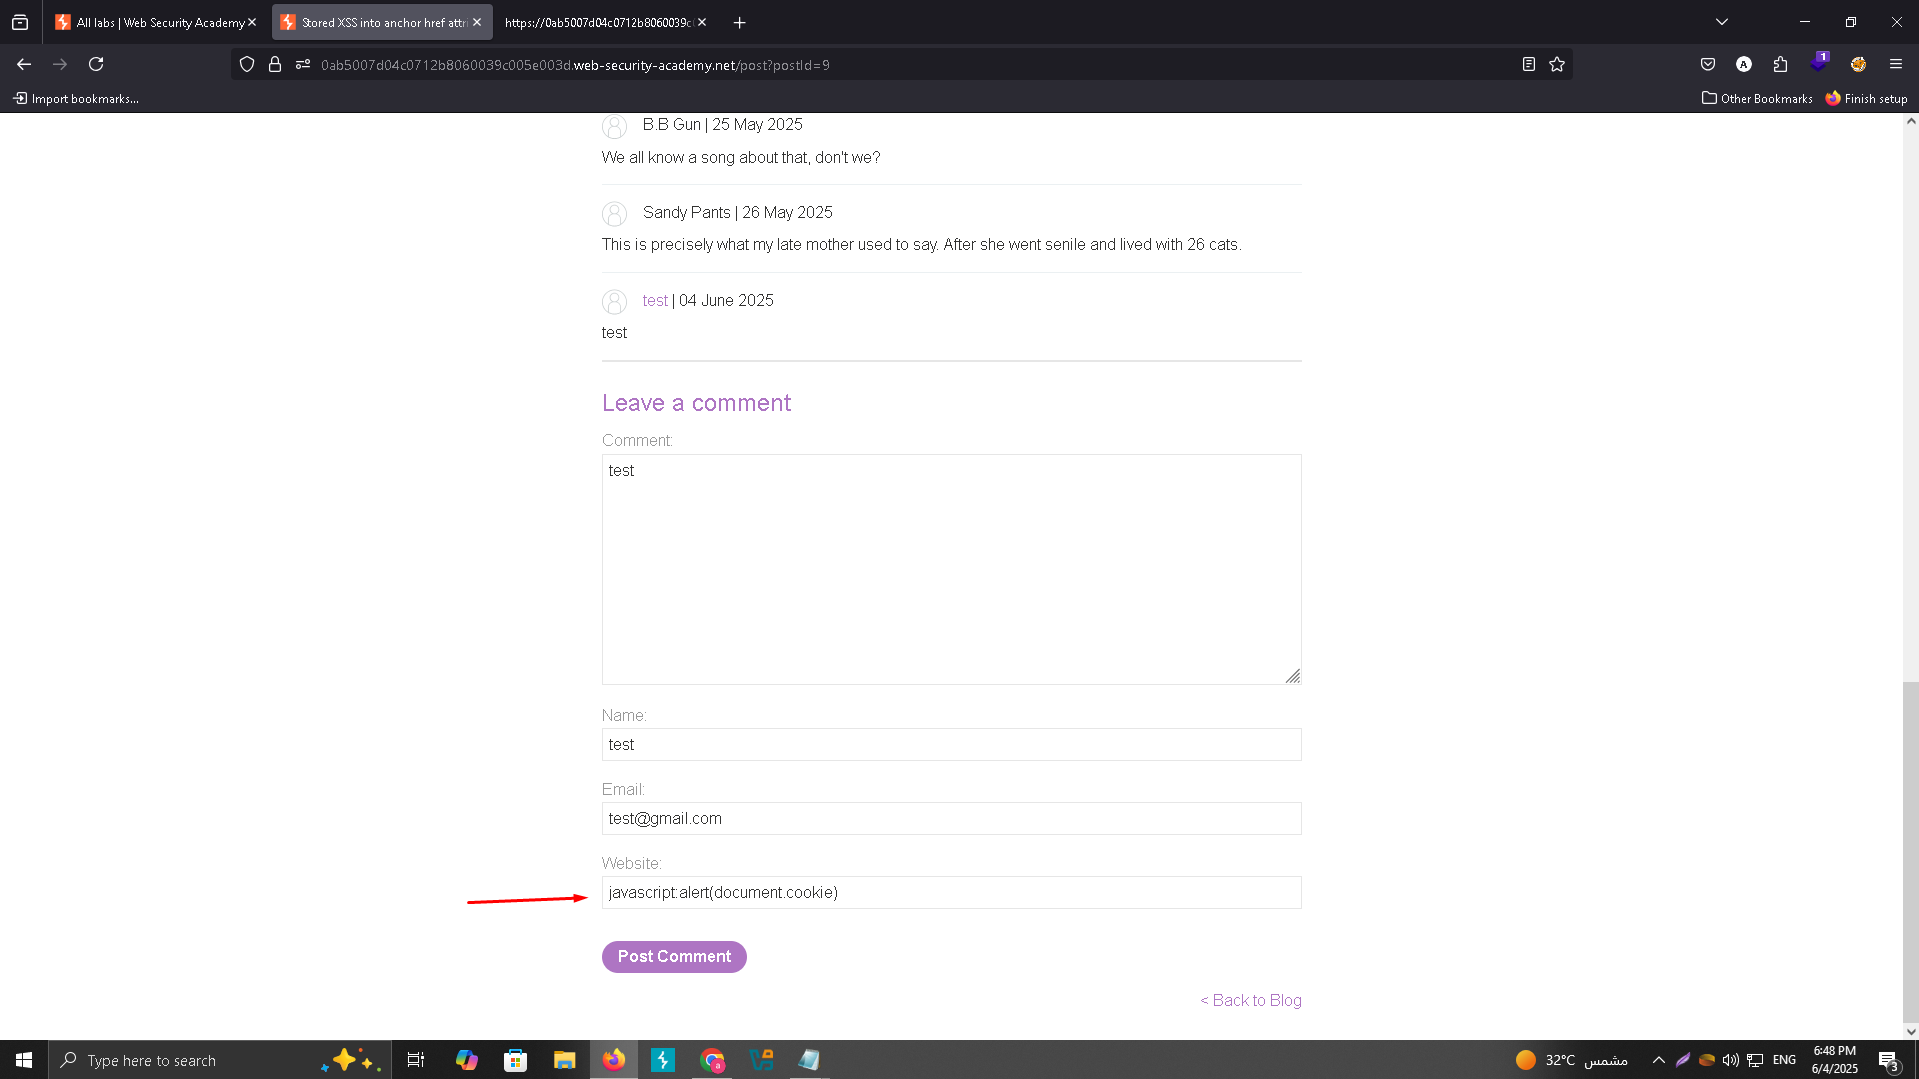 All labs | Web Security Academy
Stored XSS into anchor href attri
https://0ab5007d04c0712b8060039c
0ab5007d04c0712b8060039c005e003d.web-security-academy.net/post?postId=9
A
1
Import bookmarks...
Other Bookmarks
Finish setup
B.B Gun | 25 May 2025
We all know a song about that, don't we?
Sandy Pants | 26 May 2025
This is precisely what my late mother used to say. After she went senile and lived with 26 cats.
test | 04 June 2025
test
Leave a comment
Comment:
test
Name:
test
Email:
test@gmail.com
Website:
javascript:alert(document.cookie)
Post Comment
< Back to Blog
Type here to search
a
32°C مشمس
ENG
6:48 PM
6/4/2025
3